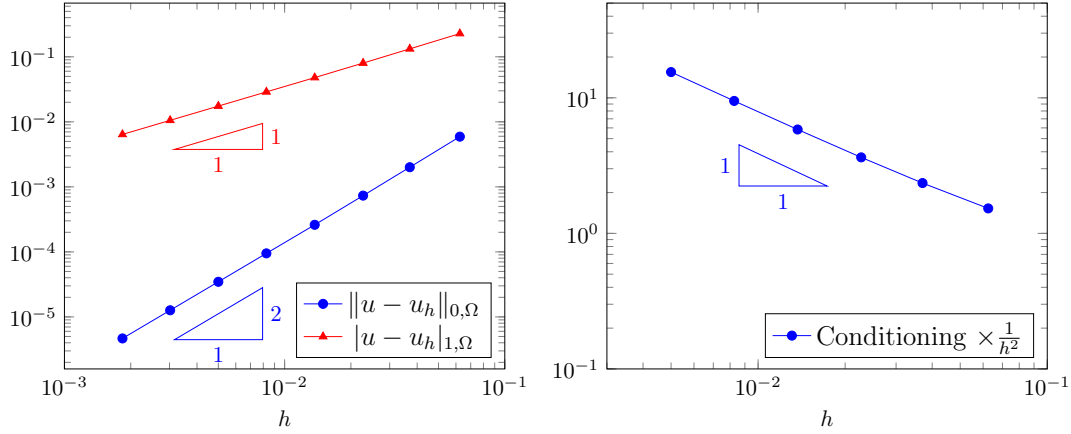 10^{-1}
10^{-2}
10^{-3}
10^{-4}
10^{-5}
1
1
2
1
‖u − u_h‖_{0,Ω}
|u − u_h|_{1,Ω}
10^{-3} 10^{-2} 10^{-1}
h
10^1
10^0
10^{-1}
1
1
Conditioning ×\frac{1}{h^2}
10^{-2} 10^{-1}
h